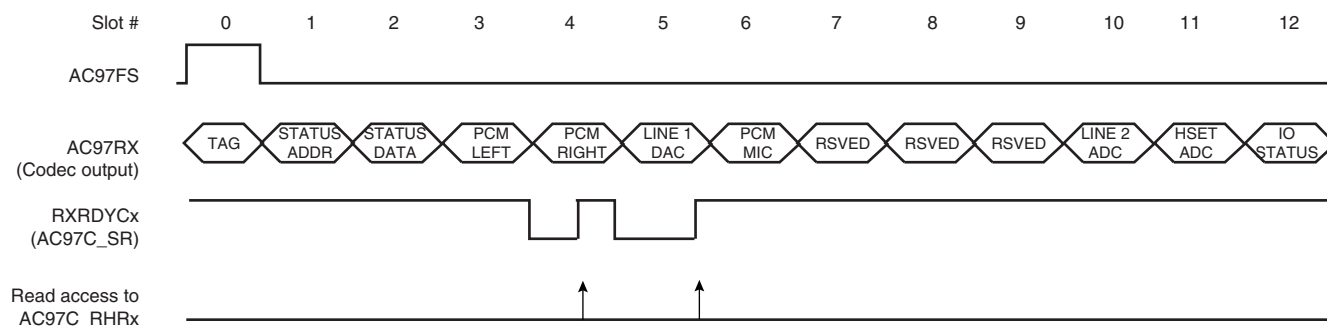 Slot # 0 1 2 3 4 5 6 7 8 9 10 11 12
AC97FS
AC97RX
(Codec output)
TAG
STATUS
ADDR
STATUS
DATA
PCM
LEFT
PCM
RIGHT
LINE 1
DAC
PCM
MIC
RSVED
RSVED
RSVED
LINE 2
ADC
HSET
ADC
IO
STATUS
RXRDYCx
(AC97C_SR)
Read access to
AC97C_RHRx